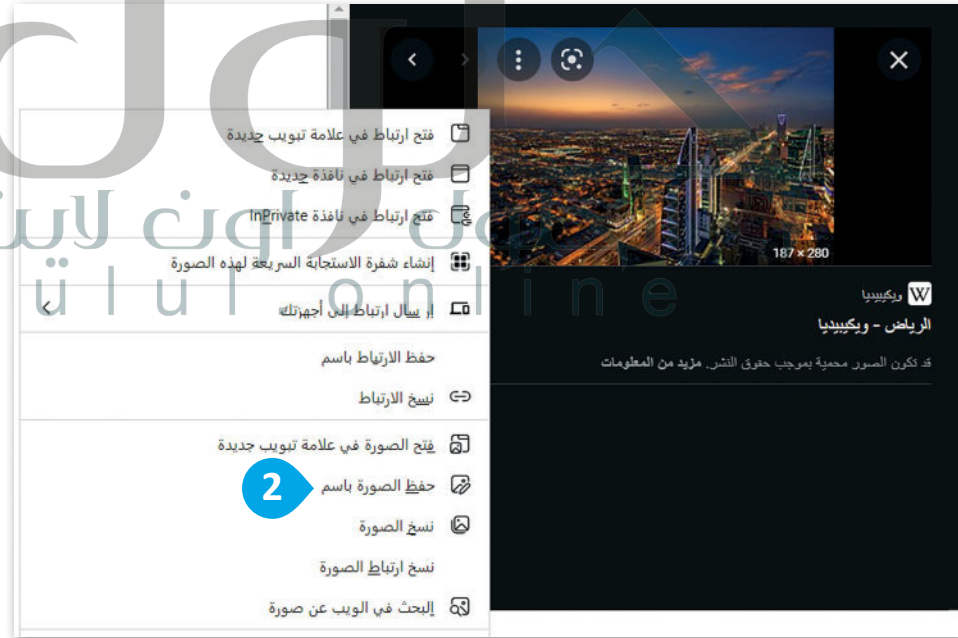 187 × 280
ويكيبيديا
الرياض - ويكيبيديا
قد تكون الصور محمية بموجب حقوق النشر. مزيد من المعلومات
فتح ارتباط في علامة تبويب جديدة
فتح ارتباط في نافذة جديدة
فتح ارتباط في نافذة InPrivate
إنشاء شفرة الاستجابة السريعة لهذه الصورة
إرسال ارتباط إلى أجهزتك
حفظ الارتباط باسم
نسخ الارتباط
فتح الصورة في علامة تبويب جديدة
حفظ الصورة باسم
2
نسخ الصورة
نسخ ارتباط الصورة
البحث في الويب عن صورة
حلول اون لاين
ülul online